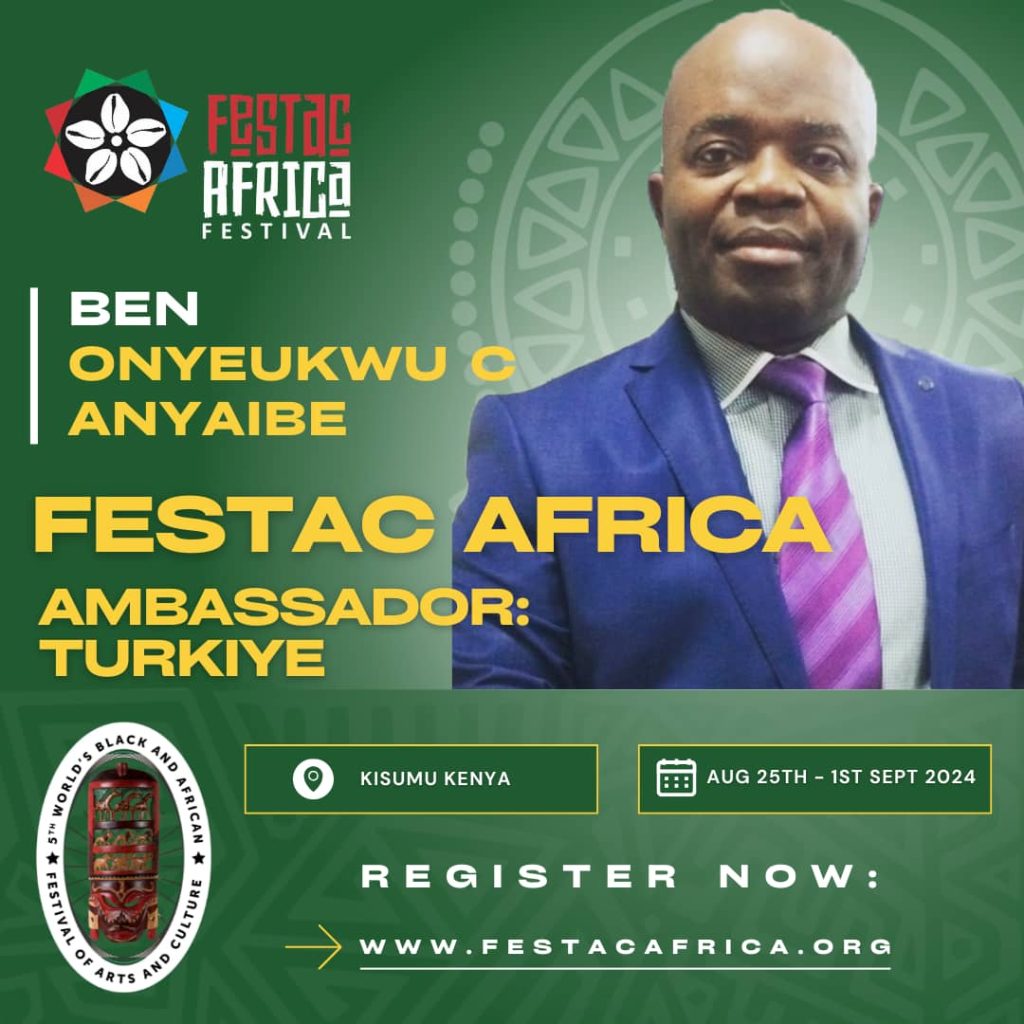 FESTAC
AFRICA
FESTIVAL
BEN
ONYEUKWU C
ANYAIBE
FESTAC AFRICA
AMBASSADOR:
TURKIYE
5TH WORLD'S BLACK AND AFRICAN
FESTIVAL OF ARTS AND CULTURE
KISUMU KENYA
AUG 25TH - 1ST SEPT 2024
REGISTER NOW:
WWW.FESTACAFRICA.ORG